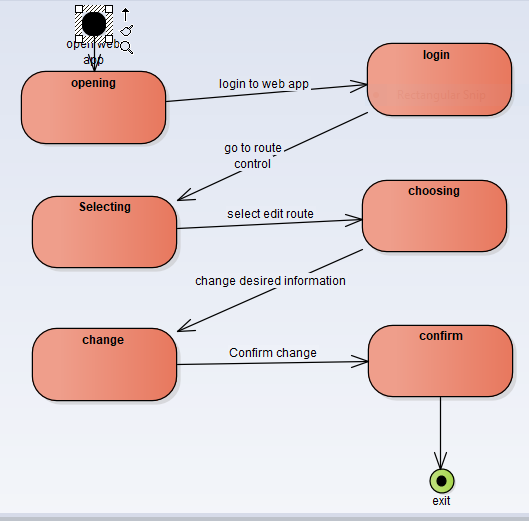 open web
app
opening
login to web app
login
go to route
control
Selecting
select edit route
choosing
change desired information
change
Confirm change
confirm
exit